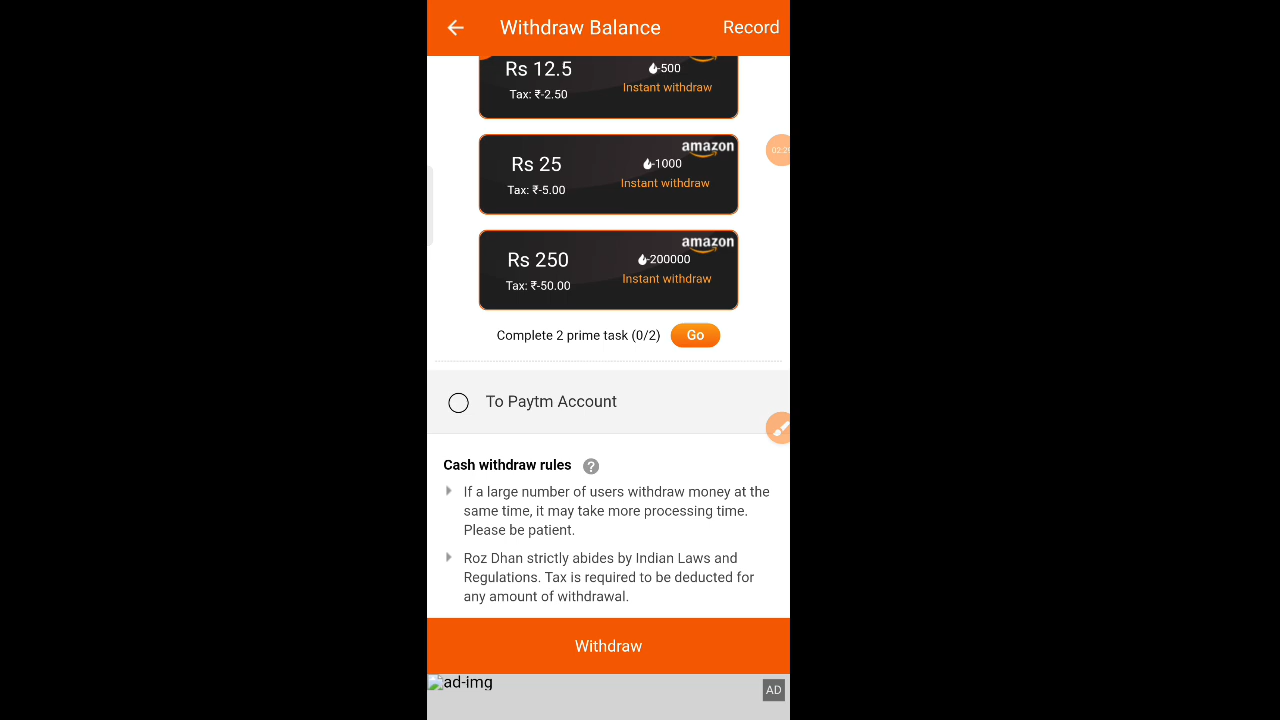 Withdraw Balance
Record
Rs 12.5
-500
Tax: ₹-2.50
Instant withdraw
amazon
Rs 25
-1000
Tax: ₹-5.00
Instant withdraw
amazon
Rs 250
-200000
Tax: ₹-50.00
Instant withdraw
Complete 2 prime task (0/2)
Go
To Paytm Account
Cash withdraw rules ?
If a large number of users withdraw money at the
same time, it may take more processing time.
Please be patient.
Roz Dhan strictly abides by Indian Laws and
Regulations. Tax is required to be deducted for
any amount of withdrawal.
Withdraw
ad-img
AD